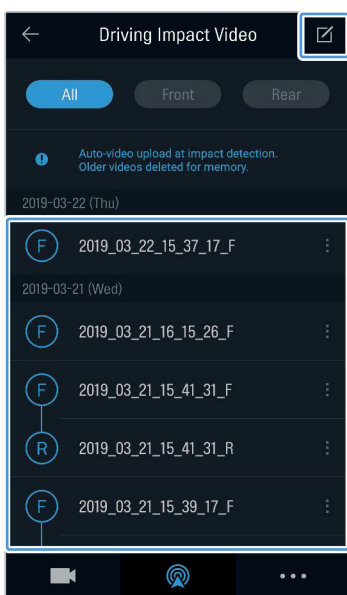 Driving Impact Video
All Front Rear
Auto-video upload at impact detection.
Older videos deleted for memory.
2019-03-22 (Thu)
F 2019_03_22_15_37_17_F
2019-03-21 (Wed)
F 2019_03_21_16_15_26_F
F 2019_03_21_15_41_31_F
R 2019_03_21_15_41_31_R
F 2019_03_21_15_39_17_F